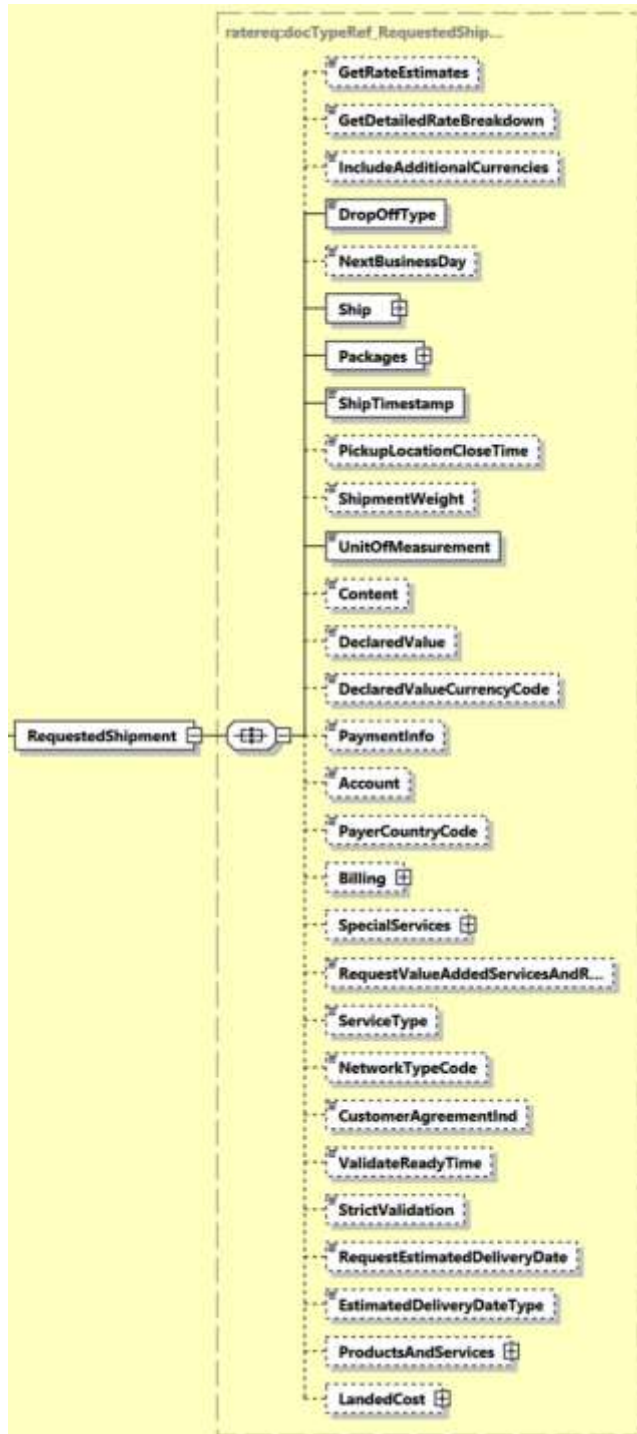 ratereq:docTypeRef_RequestedShip...
GetRateEstimates
GetDetailedRateBreakdown
IncludeAdditionalCurrencies
DropOffType
NextBusinessDay
Ship
Packages
ShipTimestamp
PickupLocationCloseTime
ShipmentWeight
UnitOfMeasurement
Content
DeclaredValue
DeclaredValueCurrencyCode
RequestedShipment
PaymentInfo
Account
PayerCountryCode
Billing
SpecialServices
RequestValueAddedServicesAndR...
ServiceType
NetworkTypeCode
CustomerAgreementInd
ValidateReadyTime
StrictValidation
RequestEstimatedDeliveryDate
EstimatedDeliveryDateType
ProductsAndServices
LandedCost